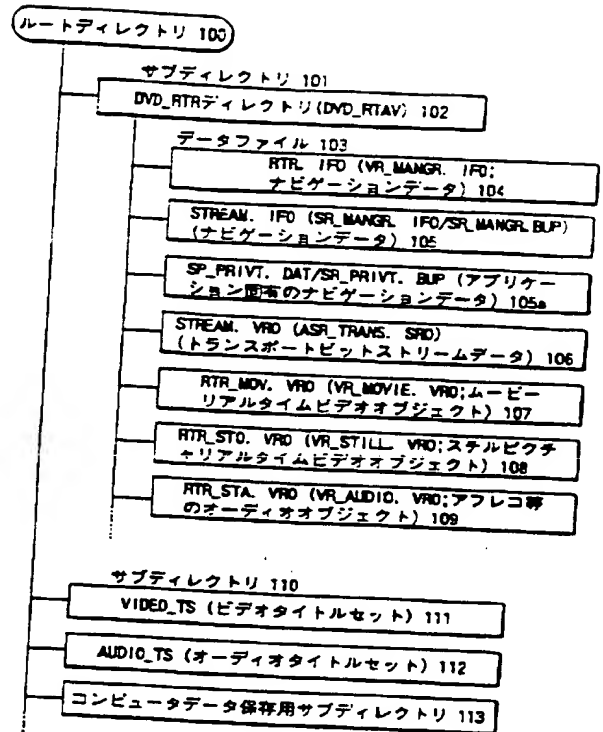 ルートディレクトリ 100
サブディレクトリ 101
DVD_RTRディレクトリ(DVD_RTAV) 102
データファイル 103
RTR. IFO (VR_MANGR. IFO;
ナビゲーションデータ) 104
STREAM. IFO (SR_MANGR. IFO/SR_MANGR.BUP)
(ナビゲーションデータ) 105
SP_PRIVT. DAT/SR_PRIVT. BUP (アプリケー
ション固有のナビゲーションデータ) 105a
STREAM. VRO (ASR_TRANS. SRO)
(トランスポートビットストリームデータ) 106
RTR_MOV. VRO (VR_MOVIE. VRO;ムービー
リアルタイムビデオオブジェクト) 107
RTR_STO. VRO (VR_STILL. VRO;ステルピクチ
ャリアルタイムビデオオブジェクト) 108
RTR_STA. VRO (VR_AUDIO. VRO;アフレコ等
のオーディオオブジェクト) 109
サブディレクトリ 110
VIDEO_TS (ビデオタイトルセット) 111
AUDIO_TS (オーディオタイトルセット) 112
コンピュータデータ保存用サブディレクトリ 113